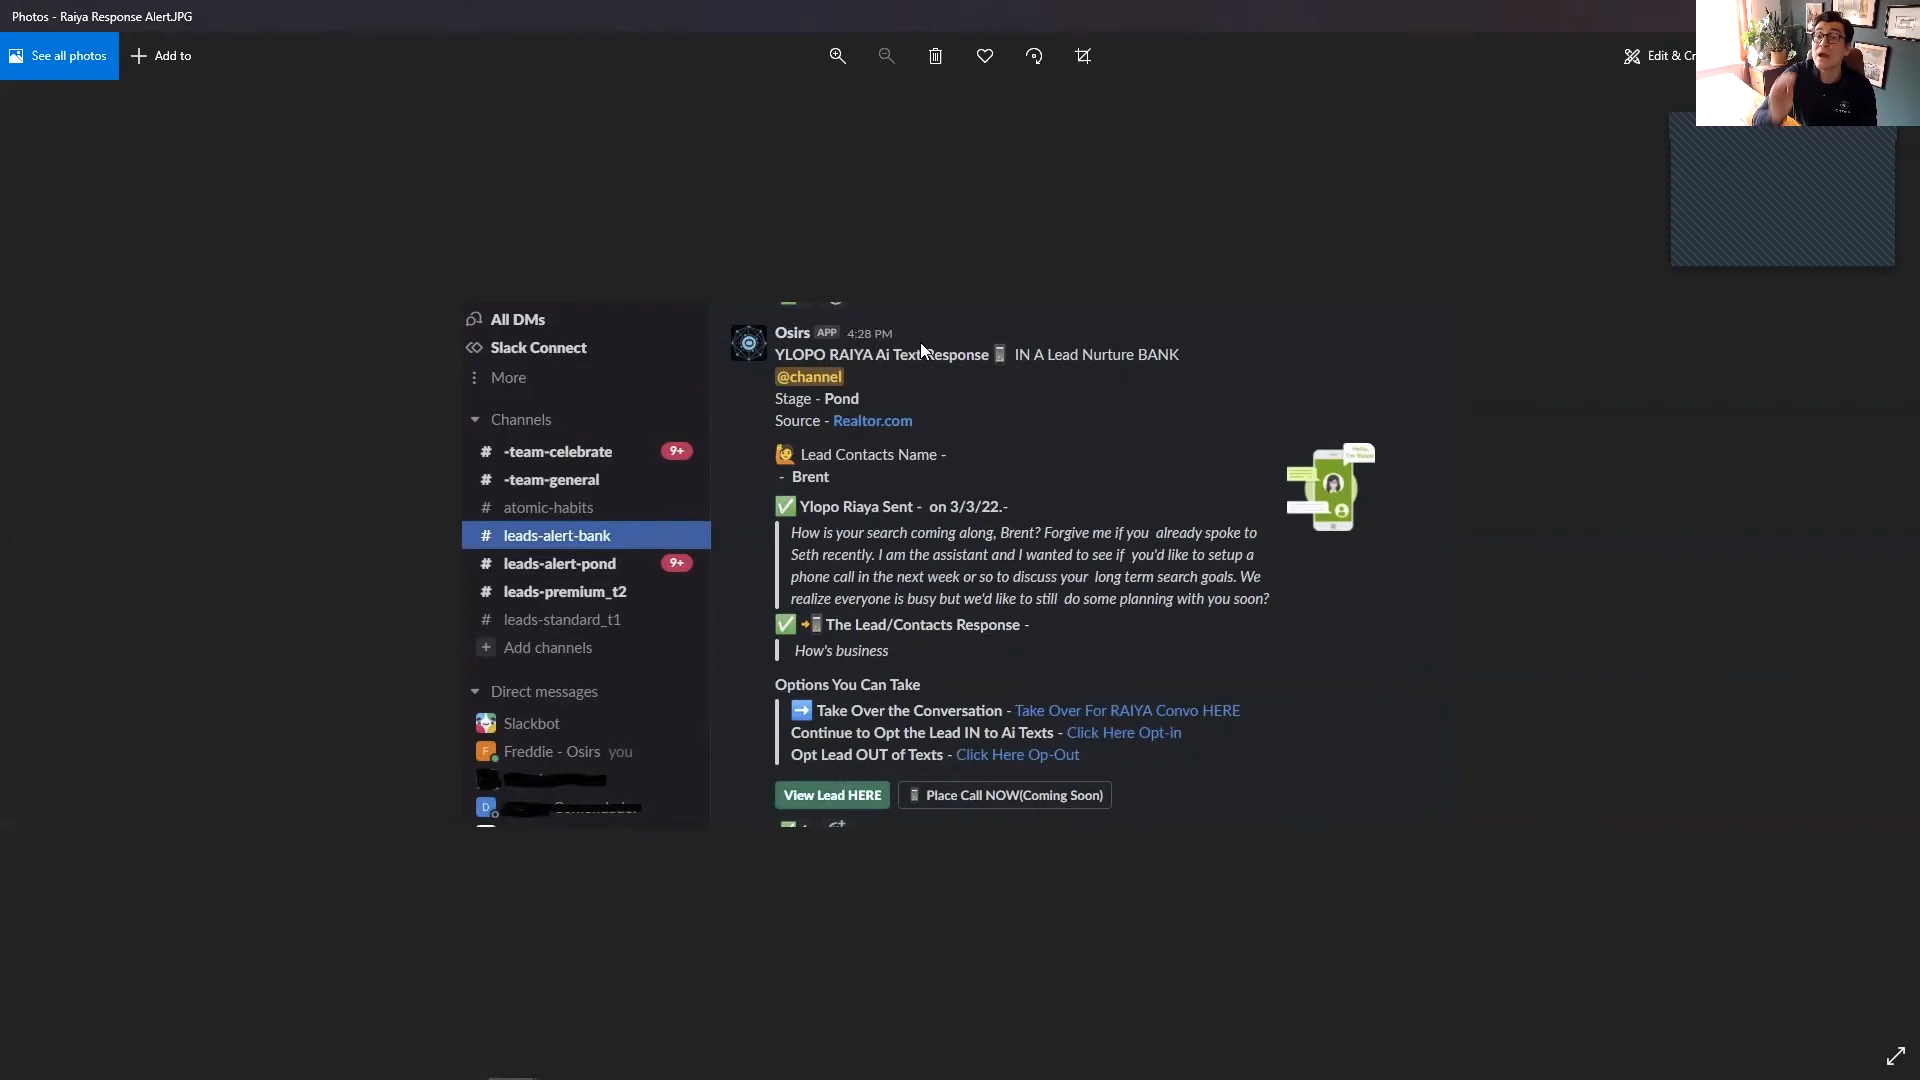 Photos - Raiya Response Alert.JPG
See all photos
Add to
Edit &
All DMs
Slack Connect
More
Channels
# -team-celebrate 9+
# -team-general
# atomic-habits
# leads-alert-bank
# leads-alert-pond 9+
# leads-premium_t2
# leads-standard_t1
+ Add channels
Direct messages
Slackbot
F Freddie - Osirs you
D
Osirs APP 4:28 PM
YLOPO RAIYA Ai Text Response IN A Lead Nurture BANK
@channel
Stage - Pond
Source - Realtor.com
Lead Contacts Name -
- Brent
Ylopo Riaya Sent - on 3/3/22.-
How is your search coming along, Brent? Forgive me if you already spoke to
Seth recently. I am the assistant and I wanted to see if you'd like to setup a
phone call in the next week or so to discuss your long term search goals. We
realize everyone is busy but we'd like to still do some planning with you soon?
The Lead/Contacts Response -
How's business
Options You Can Take
Take Over the Conversation - Take Over For RAIYA Convo HERE
Continue to Opt the Lead IN to Ai Texts - Click Here Opt-in
Opt Lead OUT of Texts - Click Here Op-Out
View Lead HERE
Place Call NOW(Coming Soon)